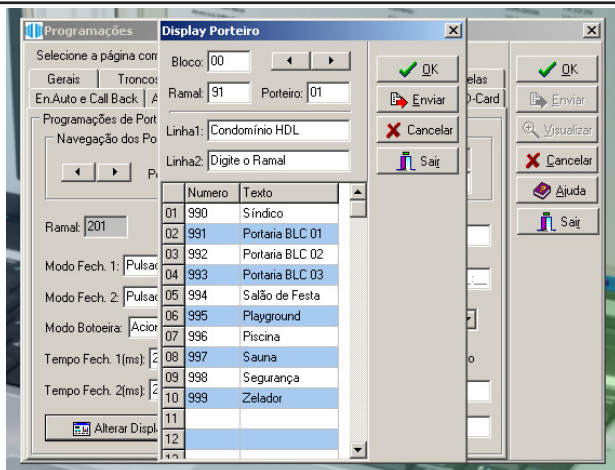 Programações
Selecione a página com
Gerais
Troncos
En.Auto e Call Back
Programações de Port
Navegação dos Po
Ramal: 201
Modo Fech. 1: Pulsad
Modo Fech. 2: Pulsad
Modo Botoeira: Acion
Tempo Fech. 1(ms): 2
Tempo Fech. 2(ms): 2
Alterar Displ
Display Porteiro
Bloco: 00
Ramal: 91 Porteiro: 01
Linha1: Condomínio HDL
Linha2: Digite o Ramal
Numero Texto
01 990 Síndico
02 991 Portaria BLC 01
03 992 Portaria BLC 02
04 993 Portaria BLC 03
05 994 Salão de Festa
06 995 Playground
07 996 Piscina
08 997 Sauna
09 998 Segurança
10 999 Zelador
11
12
OK
Enviar
Cancelar
Sair
elas
D-Card
OK
Enviar
Visualizar
Cancelar
Ajuda
Sair